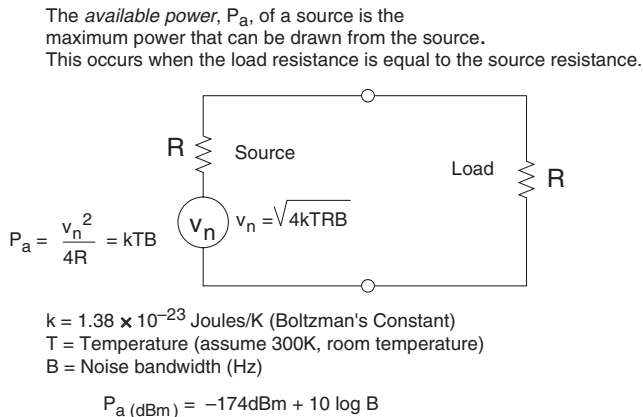 The available power, Pa, of a source is the
maximum power that can be drawn from the source.
This occurs when the load resistance is equal to the source resistance.
R
Source
Load
R
vn
vn = √4kTRB
Pa = vn² / 4R = kTB
k = 1.38 × 10⁻²³ Joules/K (Boltzman's Constant)
T = Temperature (assume 300K, room temperature)
B = Noise bandwidth (Hz)
Pa (dBm) = –174dBm + 10 log B